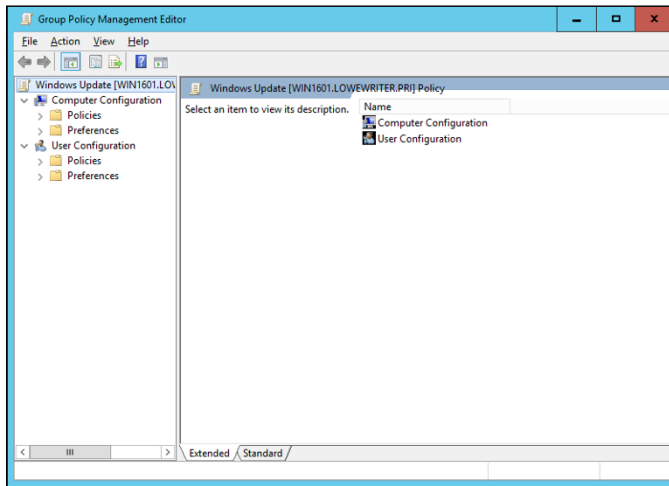 Group Policy Management Editor
File Action View Help
Windows Update [WIN1601.LOW
Computer Configuration
Policies
Preferences
User Configuration
Policies
Preferences
Windows Update [WIN1601.LOWEWRITER.PRI] Policy
Select an item to view its description.
Name
Computer Configuration
User Configuration
Extended Standard